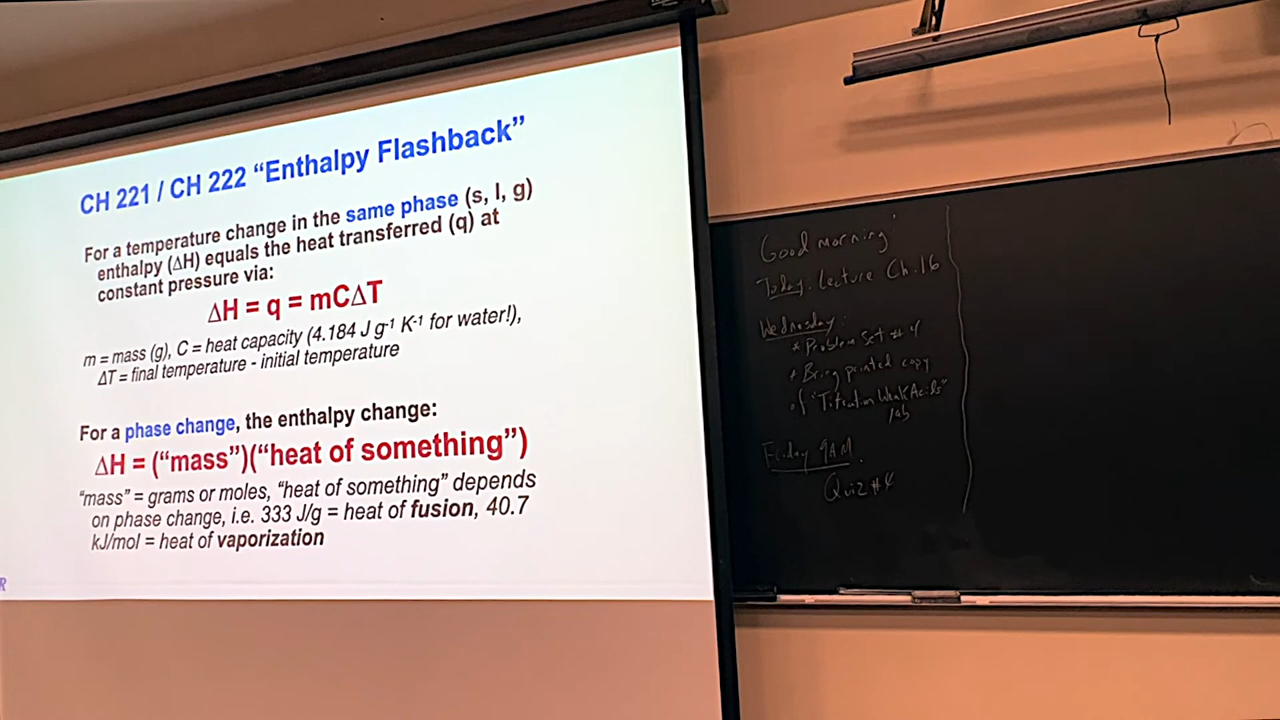 CH 221 / CH 222 “Enthalpy Flashback”
For a temperature change in the same phase (s, l, g)
enthalpy (ΔH) equals the heat transferred (q) at
constant pressure via:
ΔH = q = mCΔT
m = mass (g), C = heat capacity (4.184 J g⁻¹ K⁻¹ for water!),
ΔT = final temperature - initial temperature
For a phase change, the enthalpy change:
ΔH = (“mass”)(“heat of something”)
“mass” = grams or moles, “heat of something” depends
on phase change, i.e. 333 J/g = heat of fusion, 40.7
kJ/mol = heat of vaporization
R
Good morning
Today: Lecture Ch. 16
Wednesday:
* Problem Set #4
* Bring printed copy
of "Titration Weak Acids"
lab
Friday 9AM
Quiz #4